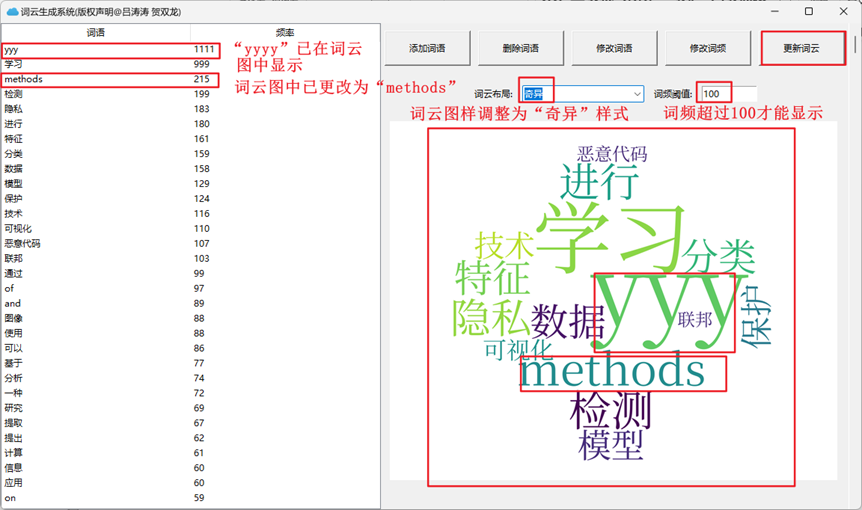 词云生成系统(版权声明@吕涛涛 贺双龙)
词语 频率
yyy 1111
学习 999
methods 215
检测 199
隐私 183
进行 180
特征 161
分类 159
数据 158
模型 129
保护 124
技术 116
可视化 110
恶意代码 107
联邦 103
通过 99
of 97
and 89
图像 88
使用 88
可以 86
基于 77
分析 74
一种 72
研究 69
提取 67
提出 62
计算 61
信息 60
应用 60
on 59
“yyyy”已在词云
图中显示
词云图中已更改为“methods”
添加词语 删除词语 修改词语 修改词频 更新词云
词云布局: 奇异 词频阈值: 100
词云图样调整为“奇异”样式 词频超过100才能显示
恶意代码
进行
学习
技术
分类
特征
yyy
隐私
数据
联邦
保护
可视化
methods
检测
模型